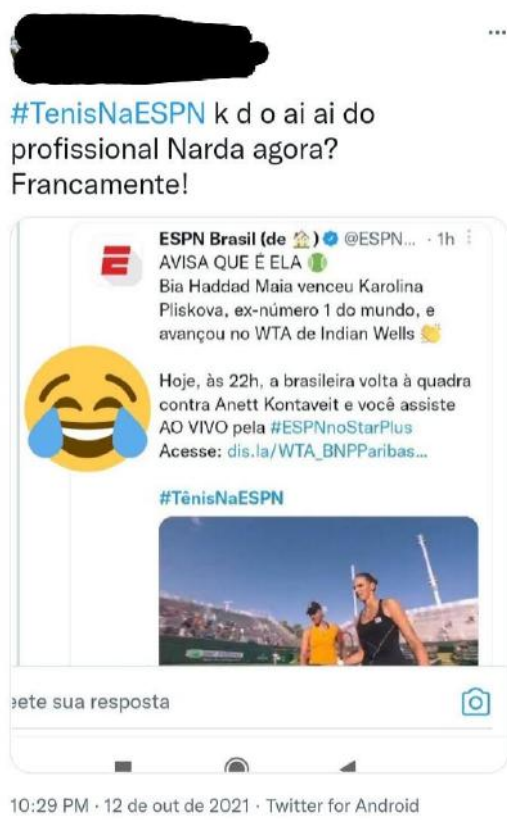 #TenisNaESPN k d o ai ai do
profissional Narda agora?
Francamente!
ESPN Brasil (de 🏠) @ESPN... · 1h
AVISA QUE É ELA 🎾
Bia Haddad Maia venceu Karolina
Pliskova, ex-número 1 do mundo, e
avançou no WTA de Indian Wells 👏
Hoje, às 22h, a brasileira volta à quadra
contra Anett Kontaveit e você assiste
AO VIVO pela #ESPNnoStarPlus
Acesse: dis.la/WTA_BNPParibas...
#TênisNaESPN
eete sua resposta
10:29 PM · 12 de out de 2021 · Twitter for Android